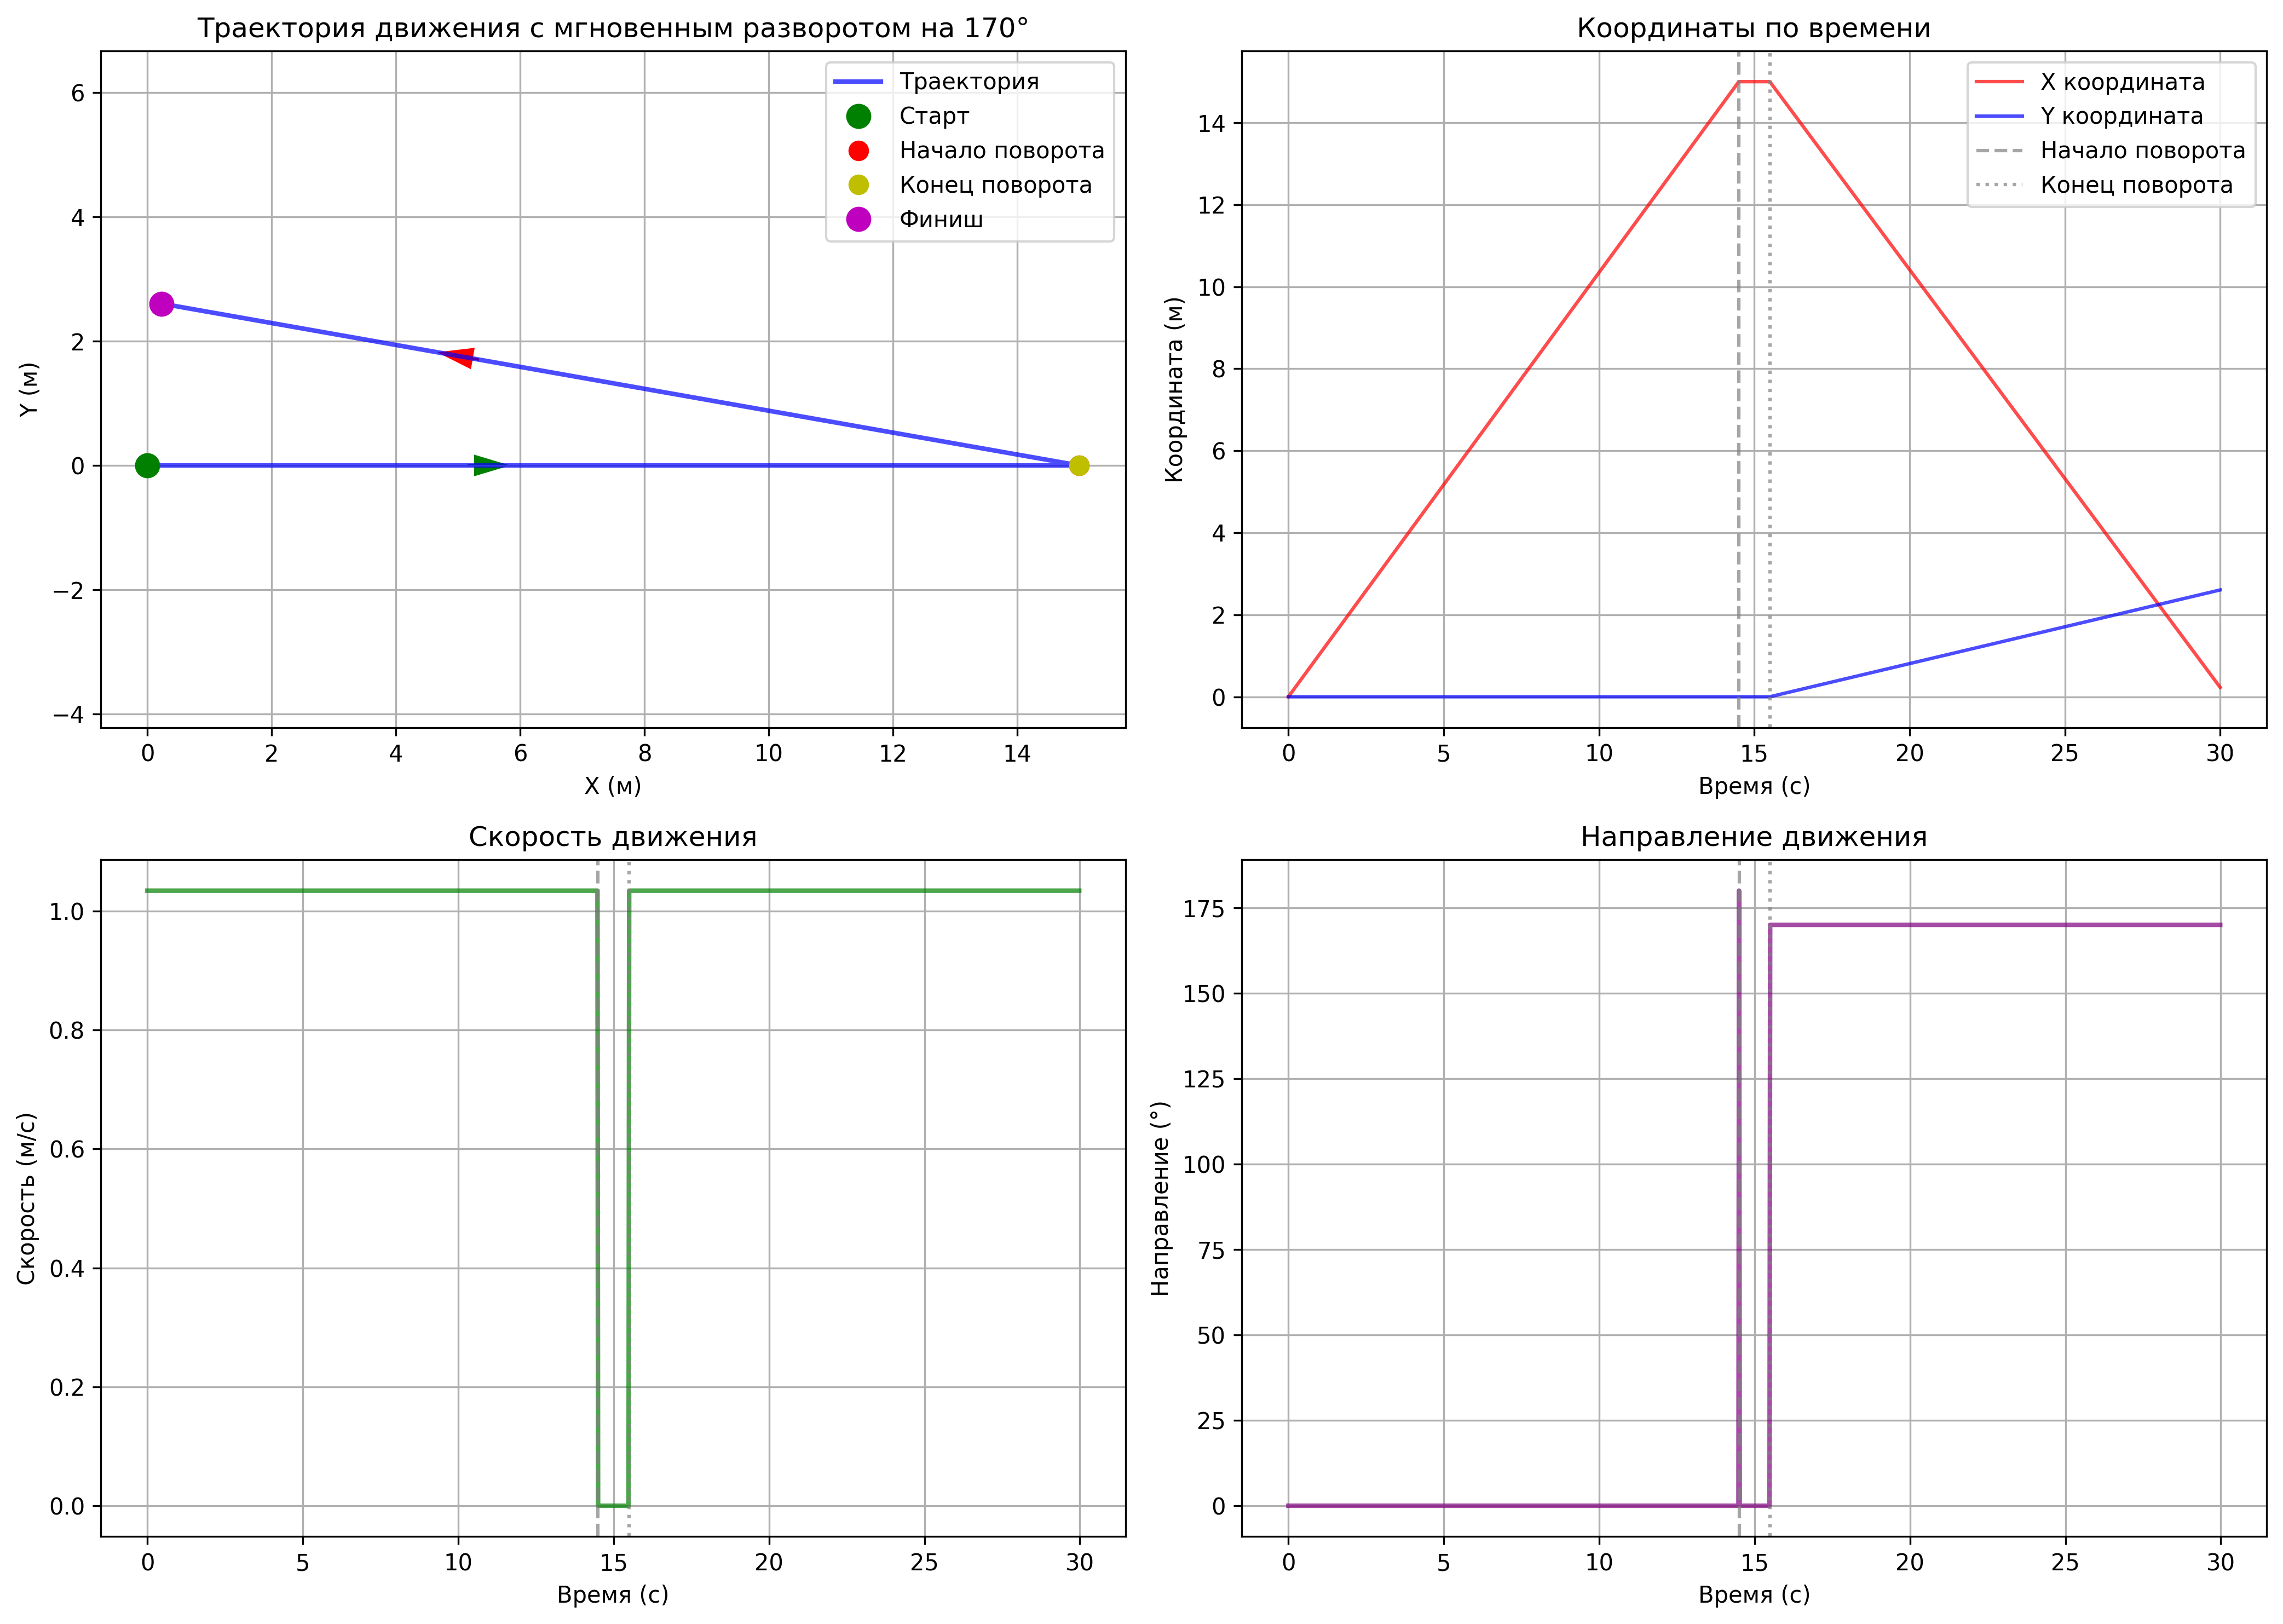 Траектория движения с мгновенным разворотом на 170°
Траектория
Старт
Начало поворота
Конец поворота
Финиш
6
4
2
0
−2
−4
Y (м)
0 2 4 6 8 10 12 14
X (м)
Координаты по времени
X координата
Y координата
Начало поворота
Конец поворота
14
12
10
8
6
4
2
0
Координата (м)
0 5 10 15 20 25 30
Время (с)
Скорость движения
1.0
0.8
0.6
0.4
0.2
0.0
Скорость (м/с)
0 5 10 15 20 25 30
Время (с)
Направление движения
175
150
125
100
75
50
25
0
Направление (°)
0 5 10 15 20 25 30
Время (с)